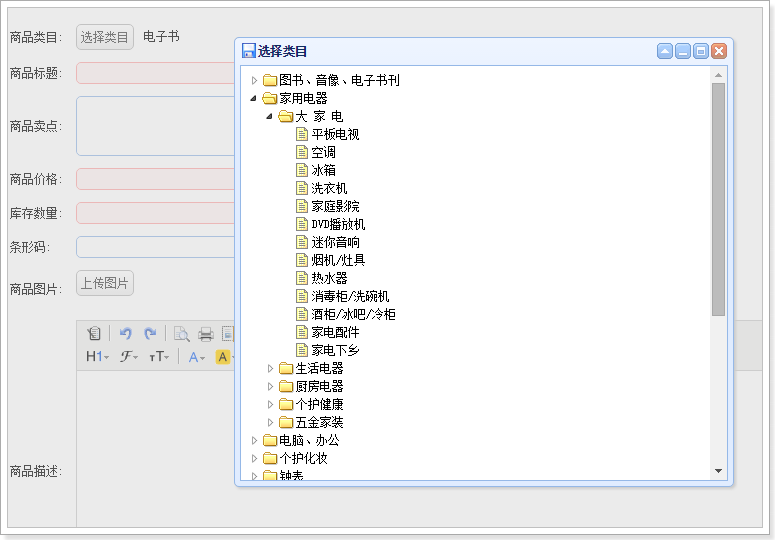 商品类目:
选择类目
电子书
商品标题:
商品卖点:
商品价格:
库存数量:
条形码:
商品图片:
上传图片
H1
F
тT
A
A
商品描述:
选择类目
图书、音像、电子书刊
家用电器
大 家 电
平板电视
空调
冰箱
洗衣机
家庭影院
DVD播放机
迷你音响
烟机/灶具
热水器
消毒柜/洗碗机
酒柜/冰吧/冷柜
家电配件
家电下乡
生活电器
厨房电器
个护健康
五金家装
电脑、办公
个护化妆
钟表